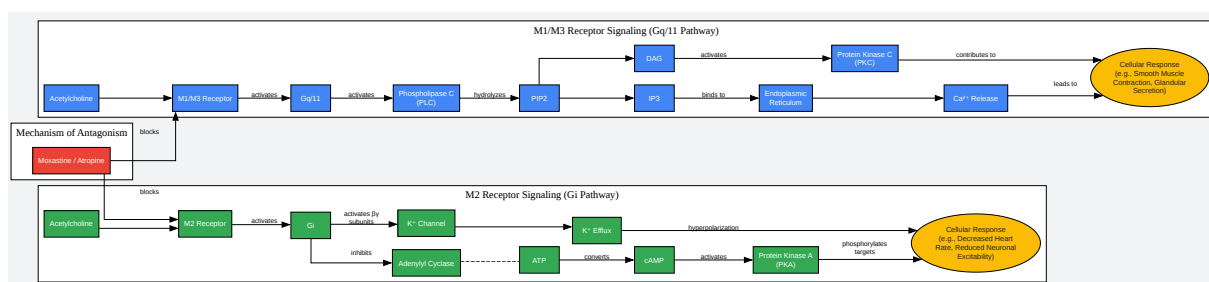 M1/M3 Receptor Signaling (Gq/11 Pathway)
DAG
activates
Protein Kinase C
(PKC)
contributes to
Cellular Response
(e.g., Smooth Muscle
Contraction, Glandular
Secretion)
Acetylcholine
M1/M3 Receptor
activates
Gq/11
activates
Phospholipase C
(PLC)
hydrolyzes
PIP2
IP3
binds to
Endoplasmic
Reticulum
Ca²⁺ Release
leads to
Mechanism of Antagonism
blocks
Moxastine / Atropine
blocks
M2 Receptor Signaling (Gi Pathway)
Acetylcholine
M2 Receptor
activates
Gi
activates βγ
subunits
K⁺ Channel
K⁺ Efflux
hyperpolarization
Cellular Response
(e.g., Decreased Heart
Rate, Reduced Neuronal
Excitability)
inhibits
Adenylyl Cyclase
ATP
converts
cAMP
activates
Protein Kinase A
(PKA)
phosphorylates
targets